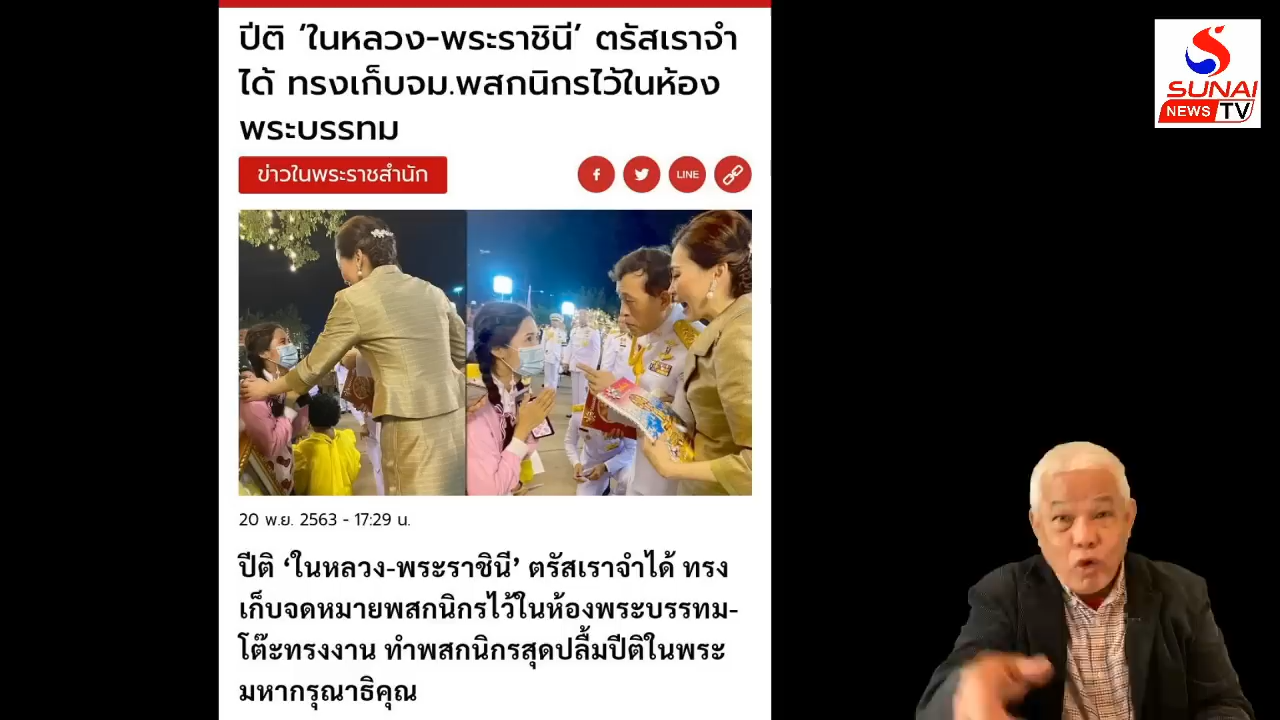 ปีติ ‘ในหลวง-พระราชินี’ ตรัสเราจำ
ได้ ทรงเก็บจม.พสกนิกรไว้ในห้อง
พระบรรทม
ข่าวในพระราชสำนัก
LINE
20 พ.ย. 2563 - 17:29 น.
ปีติ ‘ในหลวง-พระราชินี’ ตรัสเราจำได้ ทรง
เก็บจดหมายพสกนิกรไว้ในห้องพระบรรทม-
โต๊ะทรงงาน ทำพสกนิกรสุดปลื้มปีติในพระ
มหากรุณาธิคุณ
SUNAI
NEWS TV